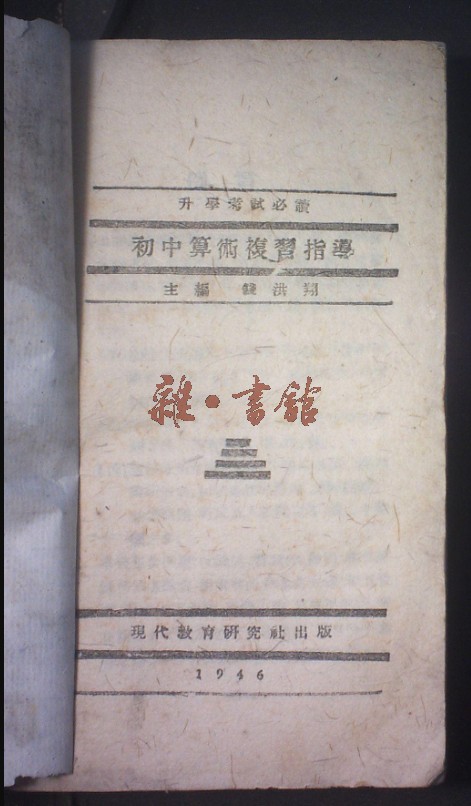 升學考試必讀
初中算術複習指導
主編 錢洪翔
雜·書館
現代教育研究社出版
1946